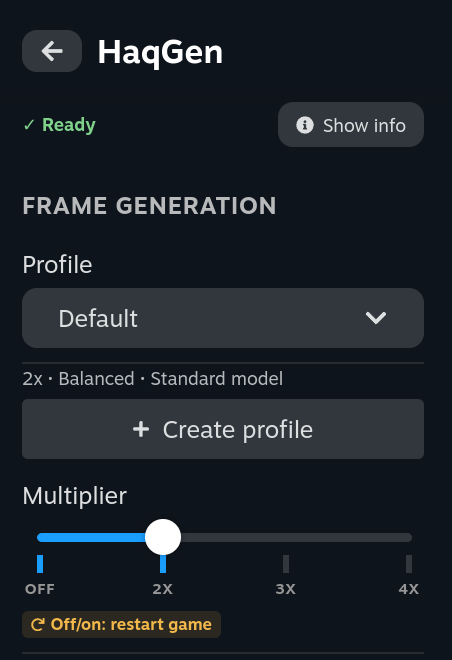 HaqGen
✓ Ready
Show info
FRAME GENERATION
Profile
Default
2x · Balanced · Standard model
+ Create profile
Multiplier
OFF 2X 3X 4X
Off/on: restart game